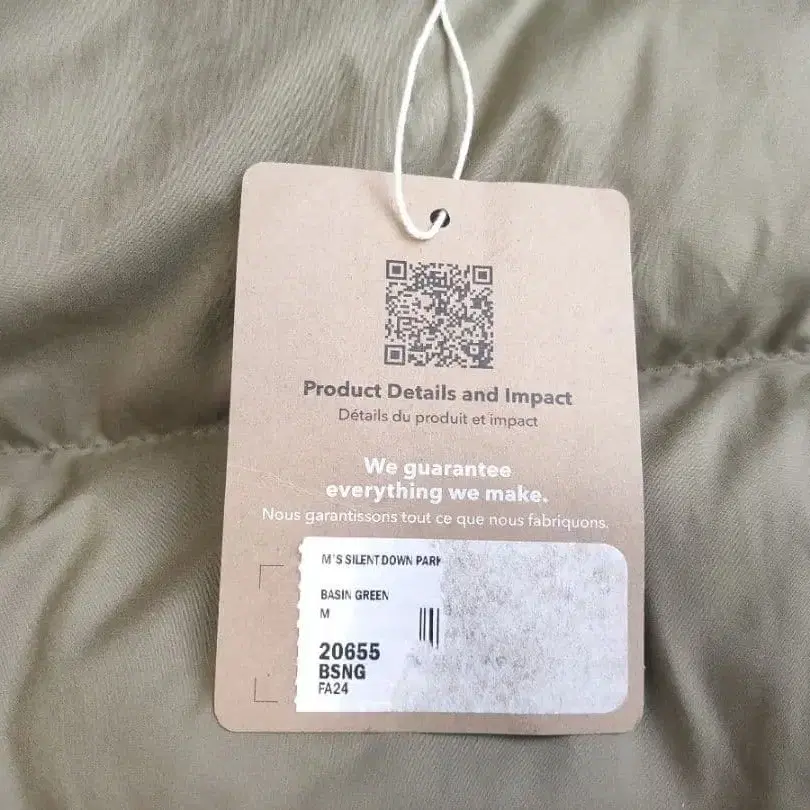 Product Details and Impact
Détails du produit et impact
We guarantee
everything we make.
Nous garantissons tout ce que nous fabriquons.
M'S SILENT DOWN PARK
BASIN GREEN
M
20655
BSNG
FA24